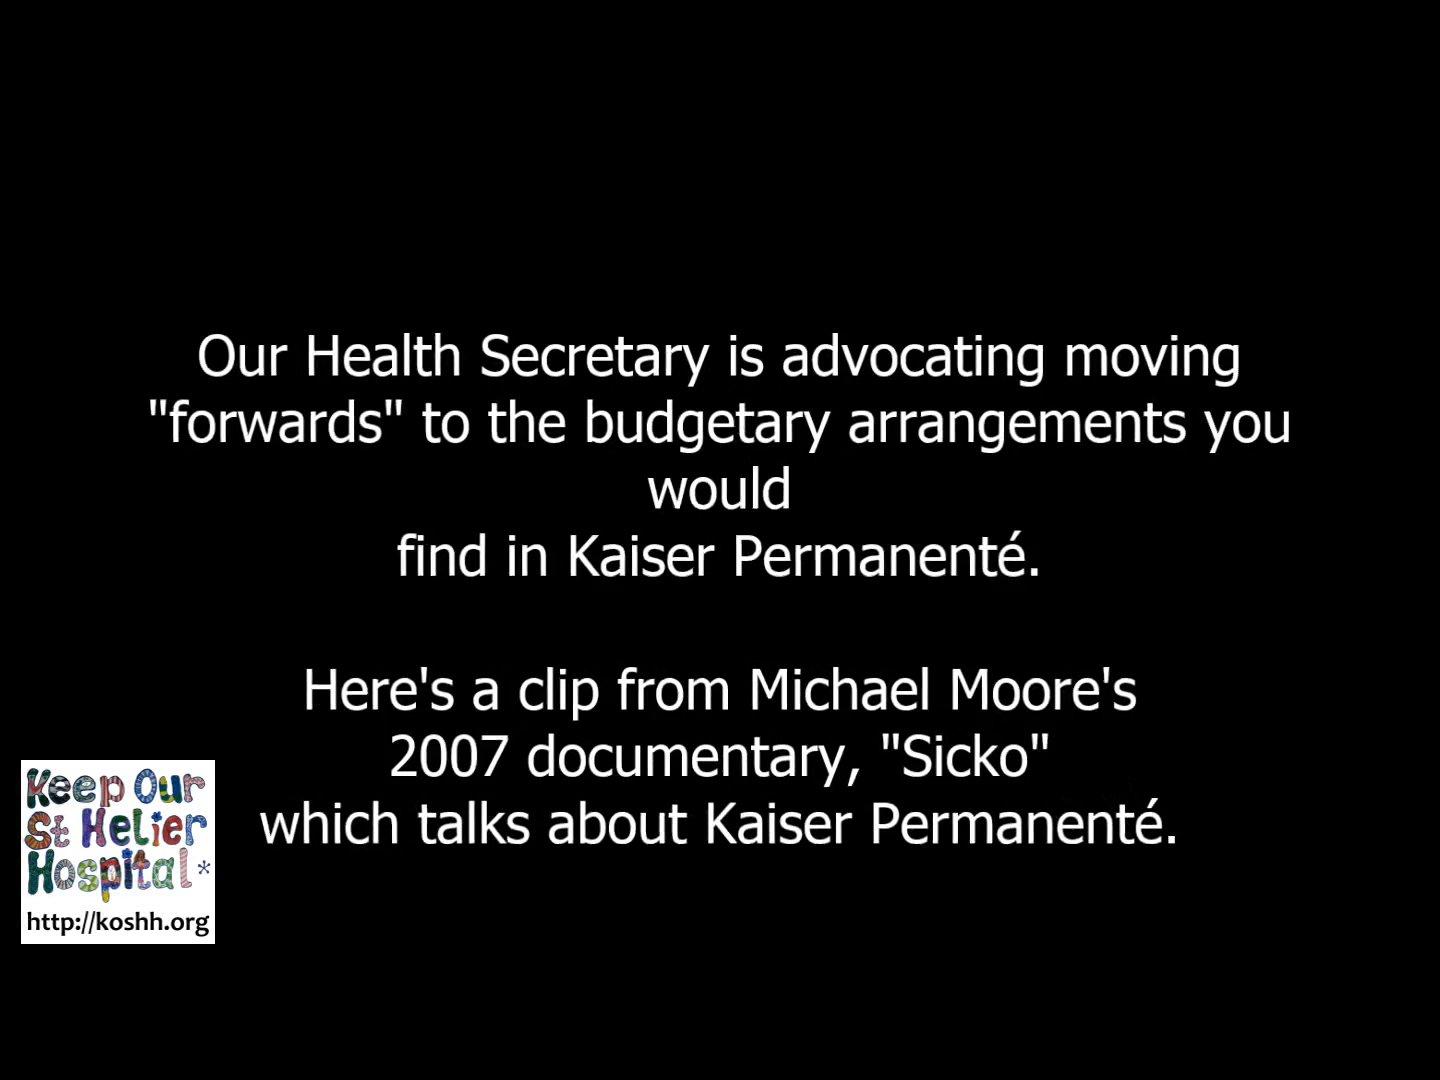 Our Health Secretary is advocating moving
"forwards" to the budgetary arrangements you
would
find in Kaiser Permanenté.
Here's a clip from Michael Moore's
2007 documentary, "Sicko"
which talks about Kaiser Permanenté.
Keep Our
St Helier
Hospital*
http://koshh.org